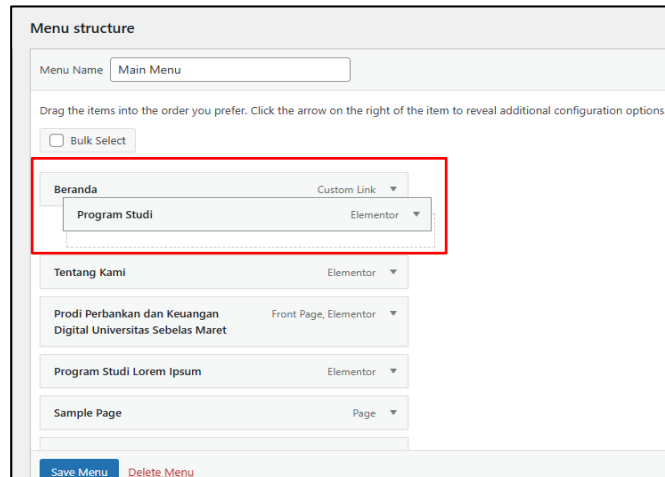 Menu structure
Menu Name Main Menu
Drag the items into the order you prefer. Click the arrow on the right of the item to reveal additional configuration options.
Bulk Select
Beranda Custom Link
Program Studi Elementor
Tentang Kami Elementor
Prodi Perbankan dan Keuangan Front Page, Elementor
Digital Universitas Sebelas Maret
Program Studi Lorem Ipsum Elementor
Sample Page Page
Save Menu Delete Menu